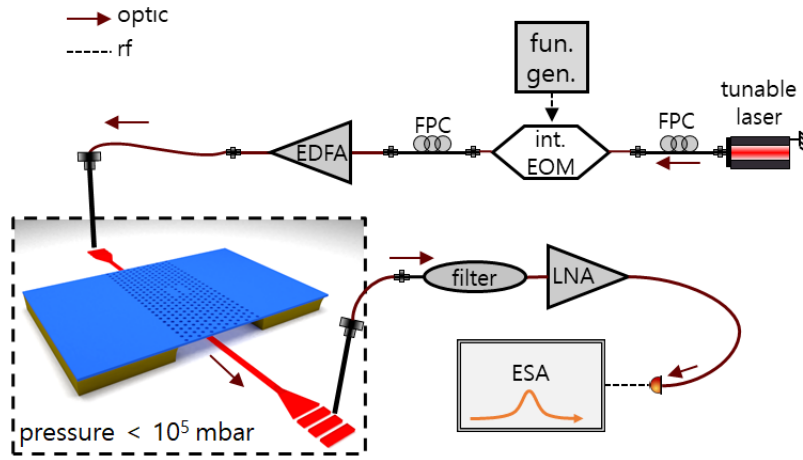 optic
rf
fun.
gen.
tunable
laser
FPC
FPC
EDFA
int.
EOM
filter
LNA
ESA
pressure < 10⁵ mbar